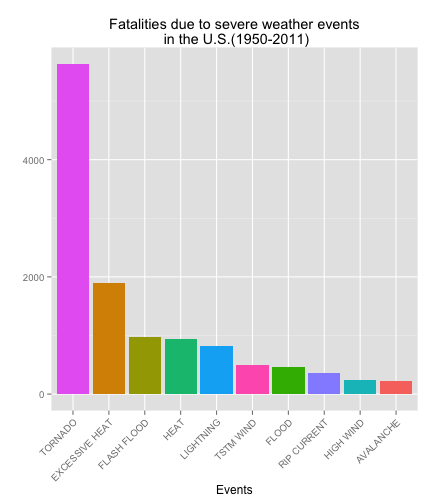 Fatalities due to severe weather events
in the U.S.(1950-2011)
4000
2000
0
TORNADO
EXCESSIVE HEAT
FLASH FLOOD
HEAT
LIGHTNING
TSTM WIND
FLOOD
RIP CURRENT
HIGH WIND
AVALANCHE
Events